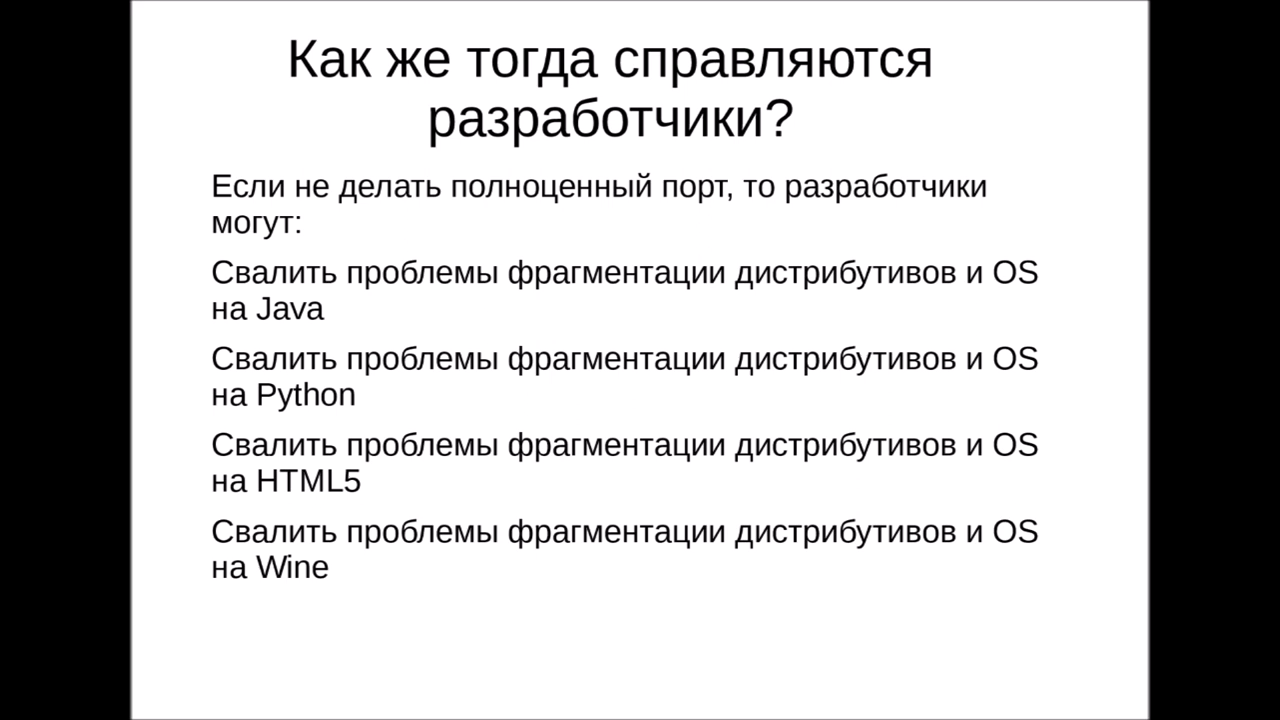 Как же тогда справляются
разработчики?
Если не делать полноценный порт, то разработчики
могут:
Свалить проблемы фрагментации дистрибутивов и OS
на Java
Свалить проблемы фрагментации дистрибутивов и OS
на Python
Свалить проблемы фрагментации дистрибутивов и OS
на HTML5
Свалить проблемы фрагментации дистрибутивов и OS
на Wine